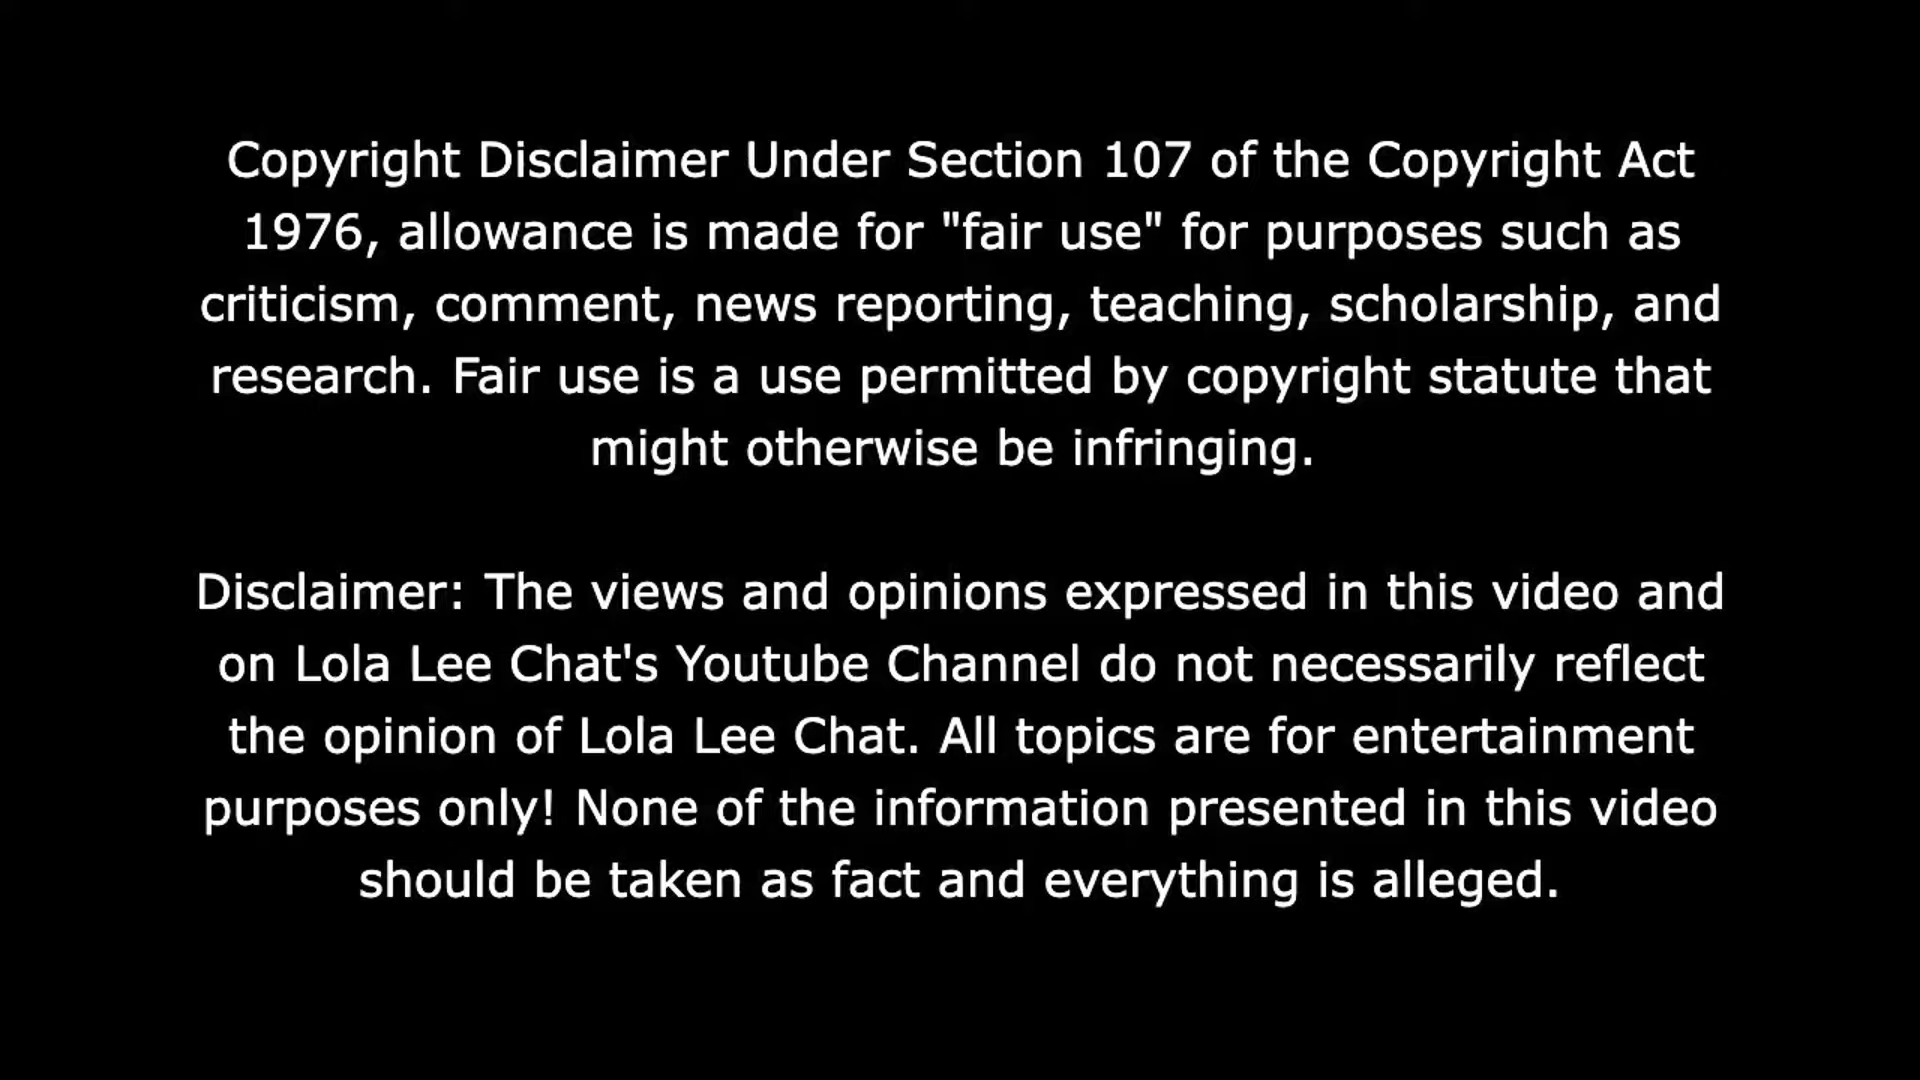 Copyright Disclaimer Under Section 107 of the Copyright Act
1976, allowance is made for "fair use" for purposes such as
criticism, comment, news reporting, teaching, scholarship, and
research. Fair use is a use permitted by copyright statute that
might otherwise be infringing.
Disclaimer: The views and opinions expressed in this video and
on Lola Lee Chat's Youtube Channel do not necessarily reflect
the opinion of Lola Lee Chat. All topics are for entertainment
purposes only! None of the information presented in this video
should be taken as fact and everything is alleged.